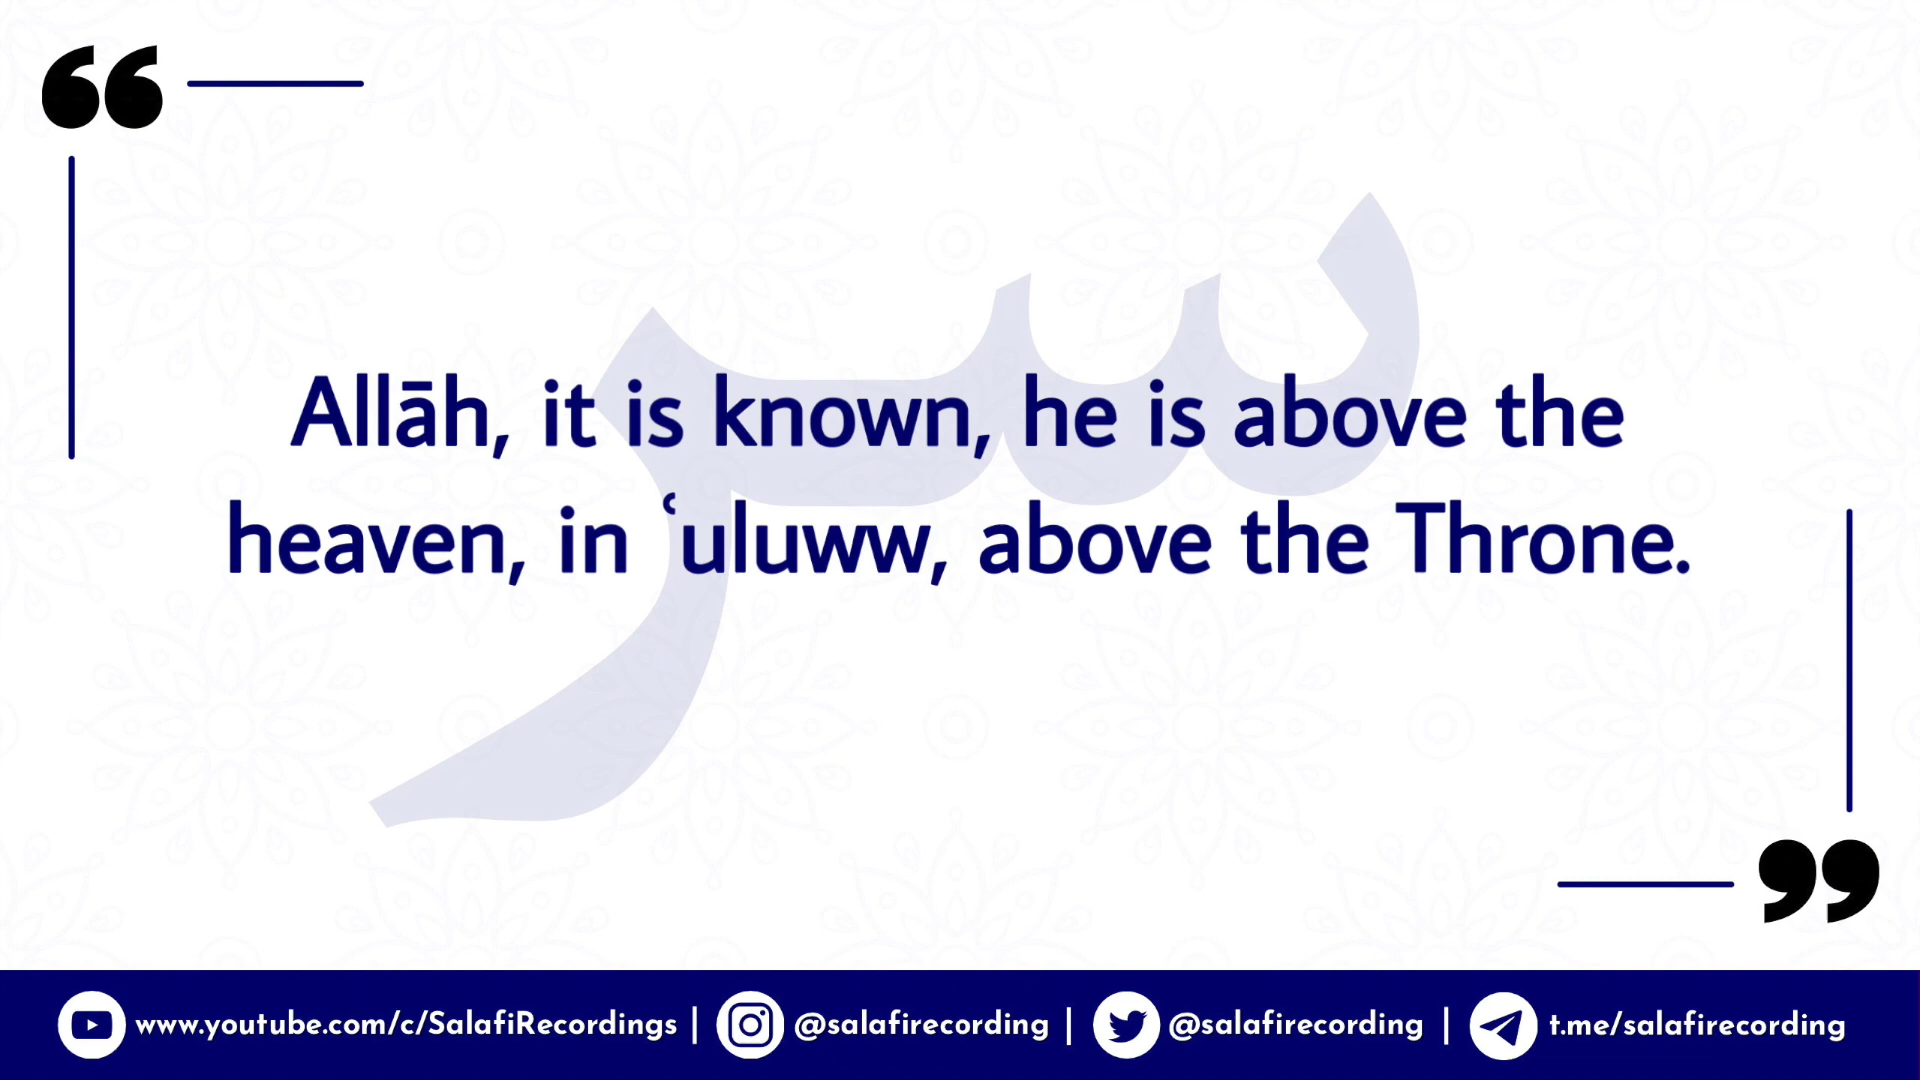 “
Allāh, it is known, he is above the
heaven, in ʿuluww, above the Throne.
”
سر
www.youtube.com/c/SalafiRecordings | @salafirecording | @salafirecording | t.me/salafirecording